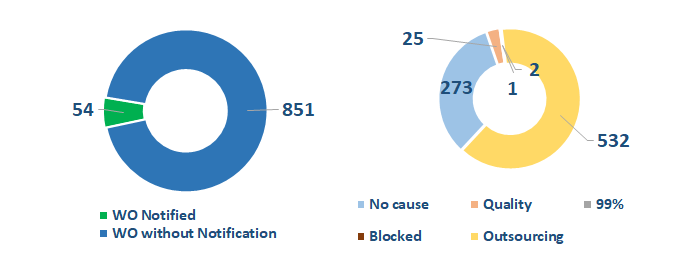 54
851
WO Notified
WO without Notification
25
2
273
1
532
No cause
Quality
99%
Blocked
Outsourcing